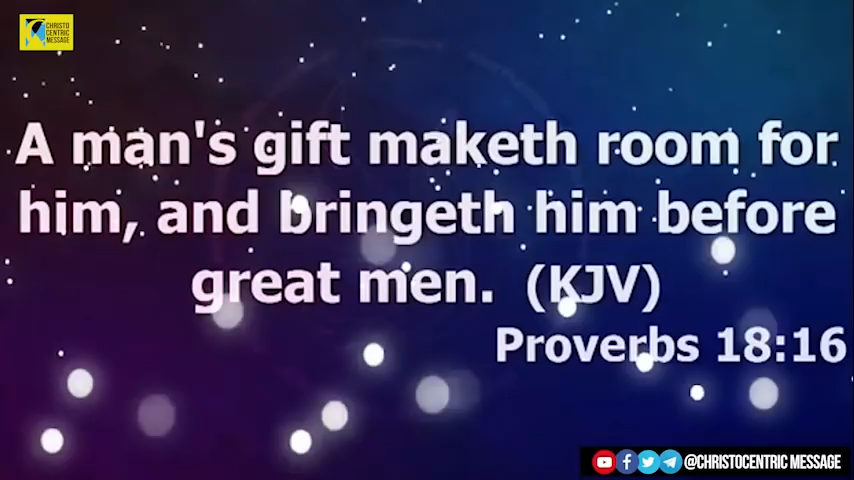 CHRISTO
CENTRIC
MESSAGE
A man's gift maketh room for
him, and bringeth him before
great men. (KJV)
Proverbs 18:16
@CHRISTOCENTRIC MESSAGE